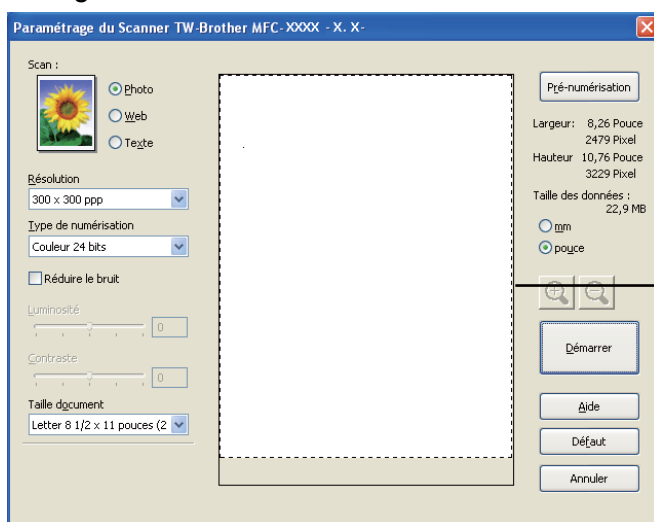 Paramétrage du Scanner TW-Brother MFC-XXXX - X. X-
Scan :
Photo
Web
Texte
Résolution
300 x 300 ppp
Type de numérisation
Couleur 24 bits
Réduire le bruit
Luminosité
0
Contraste
0
Taille document
Letter 8 1/2 x 11 pouces (2
Pré-numérisation
Largeur: 8,26 Pouce
2479 Pixel
Hauteur 10,76 Pouce
3229 Pixel
Taille des données :
22,9 MB
mm
pouce
Démarrer
Aide
Défaut
Annuler